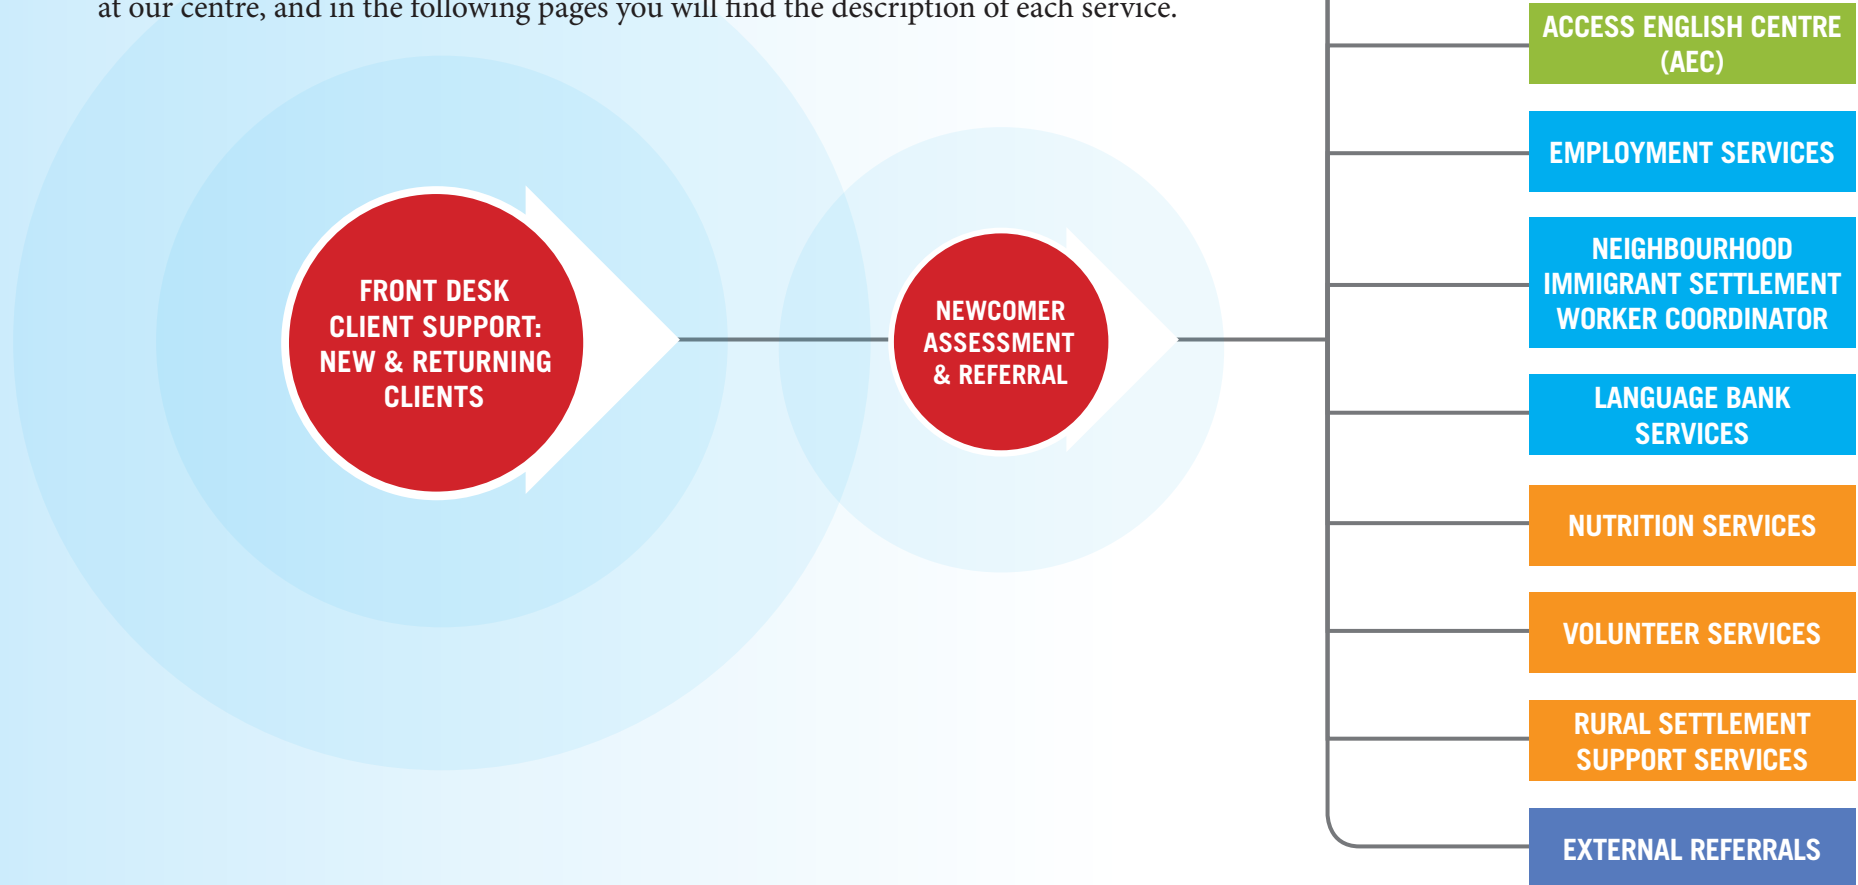 at our centre, and in the following pages you will find the description of each service.
FRONT DESK
CLIENT SUPPORT:
NEW & RETURNING
CLIENTS
NEWCOMER
ASSESSMENT
& REFERRAL
ACCESS ENGLISH CENTRE
(AEC)
EMPLOYMENT SERVICES
NEIGHBOURHOOD
IMMIGRANT SETTLEMENT
WORKER COORDINATOR
LANGUAGE BANK
SERVICES
NUTRITION SERVICES
VOLUNTEER SERVICES
RURAL SETTLEMENT
SUPPORT SERVICES
EXTERNAL REFERRALS